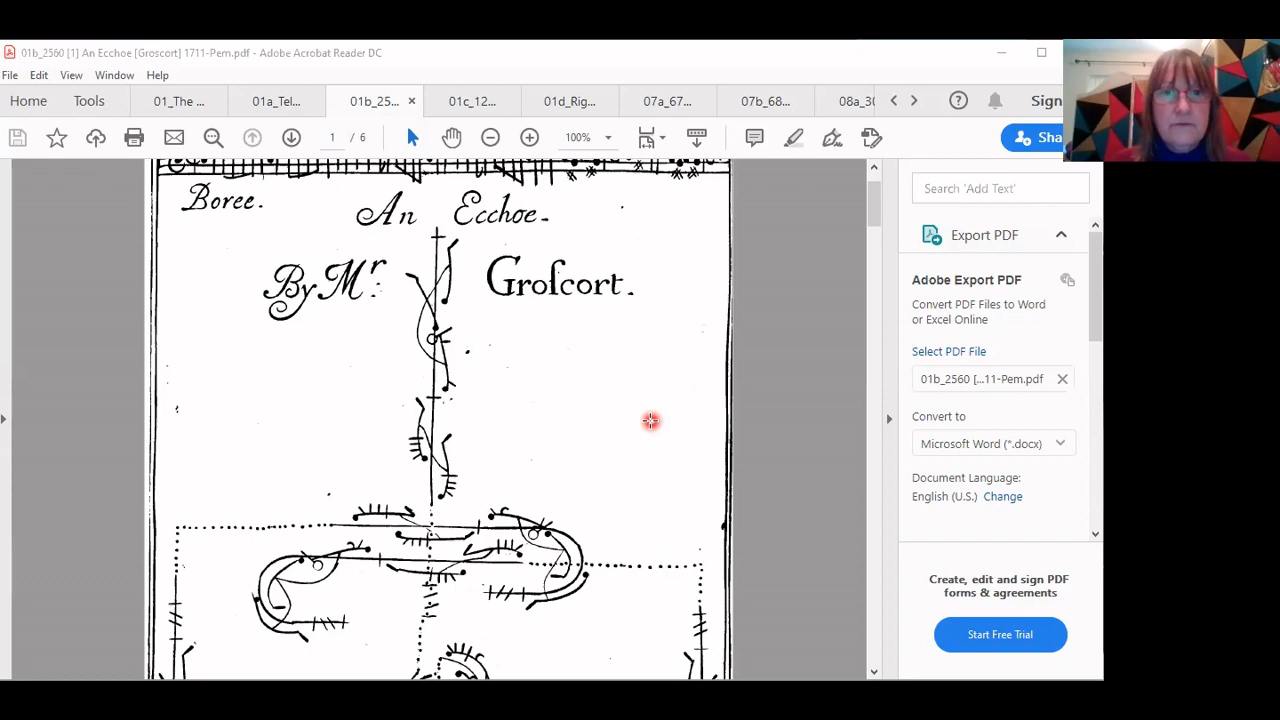 01b_2560 [1] An Ecchoe [Groscort] 1711-Pem.pdf - Adobe Acrobat Reader DC
File Edit View Window Help
Home Tools 01_The ... 01a_Tel... 01b_25... × 01c_12... 01d_Rig... 07a_67... 07b_68... 08a_30 Sign
1 / 6 100% Sha
Boree. An Ecchoe.
By Mr. Groſcort.
Search 'Add Text'
Export PDF
Adobe Export PDF
Convert PDF Files to Word
or Excel Online
Select PDF File
01b_2560 [...11-Pem.pdf
Convert to
Microsoft Word (*.docx)
Document Language:
English (U.S.) Change
Create, edit and sign PDF
forms & agreements
Start Free Trial